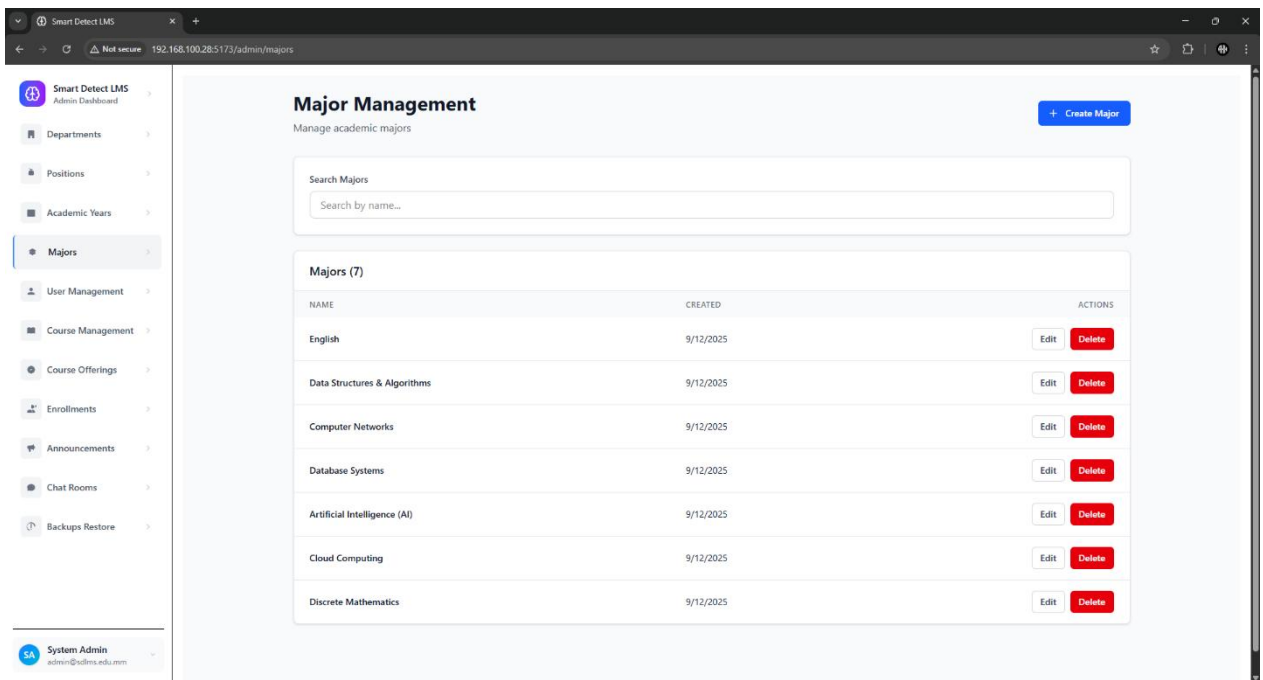 Smart Detect LMS
Not secure 192.168.100.28:5173/admin/majors
Smart Detect LMS
Admin Dashboard
Departments
Positions
Academic Years
Majors
User Management
Course Management
Course Offerings
Enrollments
Announcements
Chat Rooms
Backups Restore
SA
System Admin
admin@sdlms.edu.mm
Major Management
Manage academic majors
+ Create Major
Search Majors
Search by name...
Majors (7)
NAME CREATED ACTIONS
English 9/12/2025 Edit Delete
Data Structures & Algorithms 9/12/2025 Edit Delete
Computer Networks 9/12/2025 Edit Delete
Database Systems 9/12/2025 Edit Delete
Artificial Intelligence (AI) 9/12/2025 Edit Delete
Cloud Computing 9/12/2025 Edit Delete
Discrete Mathematics 9/12/2025 Edit Delete